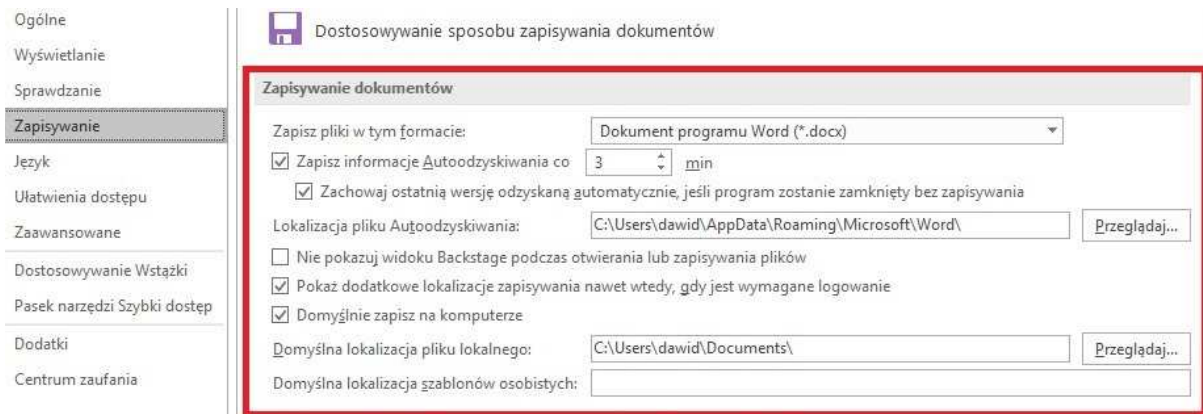 Ogólne
Wyświetlanie
Sprawdzanie
Zapisywanie
Język
Ułatwienia dostępu
Zaawansowane
Dostosowywanie Wstążki
Pasek narzędzi Szybki dostęp
Dodatki
Centrum zaufania
Dostosowywanie sposobu zapisywania dokumentów
Zapisywanie dokumentów
Zapisz pliki w tym formacie: Dokument programu Word (*.docx)
Zapisz informacje Autoodzyskiwania co 3 min
Zachowaj ostatnią wersję odzyskaną automatycznie, jeśli program zostanie zamknięty bez zapisywania
Lokalizacja pliku Autoodzyskiwania: C:\Users\dawid\AppData\Roaming\Microsoft\Word\ Przeglądaj...
Nie pokazuj widoku Backstage podczas otwierania lub zapisywania plików
Pokaż dodatkowe lokalizacje zapisywania nawet wtedy, gdy jest wymagane logowanie
Domyślnie zapisz na komputerze
Domyślna lokalizacja pliku lokalnego: C:\Users\dawid\Documents\ Przeglądaj...
Domyślna lokalizacja szablonów osobistych: